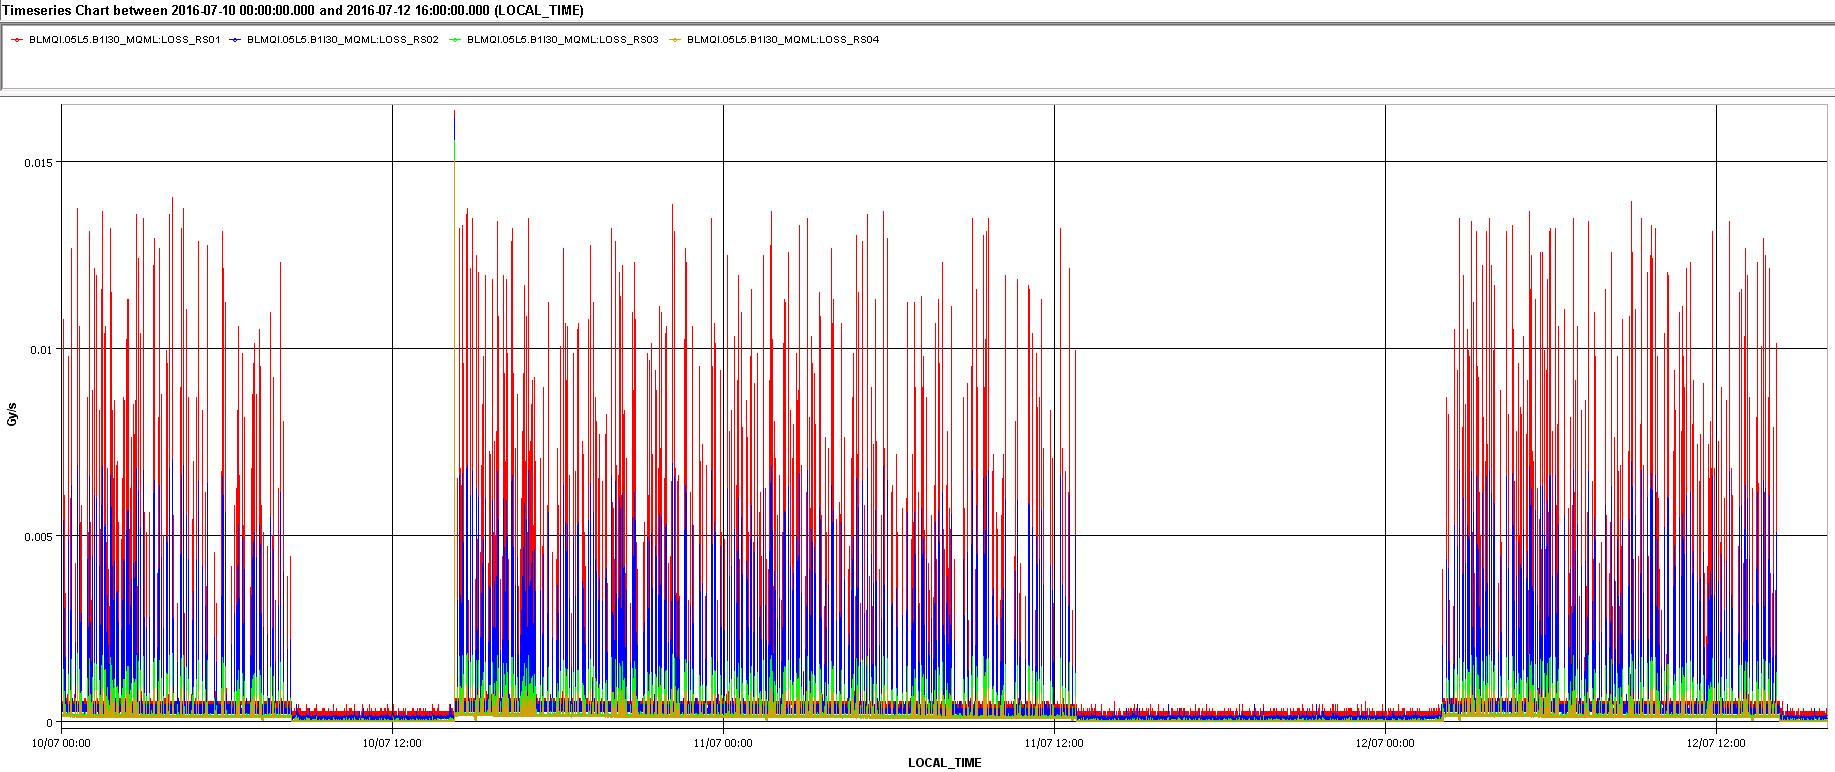 Timeseries Chart between 2016-07-10 00:00:00.000 and 2016-07-12 16:00:00.000 (LOCAL_TIME)
BLMQI.05L5.B1I30_MQML:LOSS_RS01 BLMQI.05L5.B1I30_MQML:LOSS_RS02 BLMQI.05L5.B1I30_MQML:LOSS_RS03 BLMQI.05L5.B1I30_MQML:LOSS_RS04
0.015
0.01
Gy/s
0.005
0
10/07 00:00 10/07 12:00 11/07 00:00 11/07 12:00 12/07 00:00 12/07 12:00
LOCAL_TIME